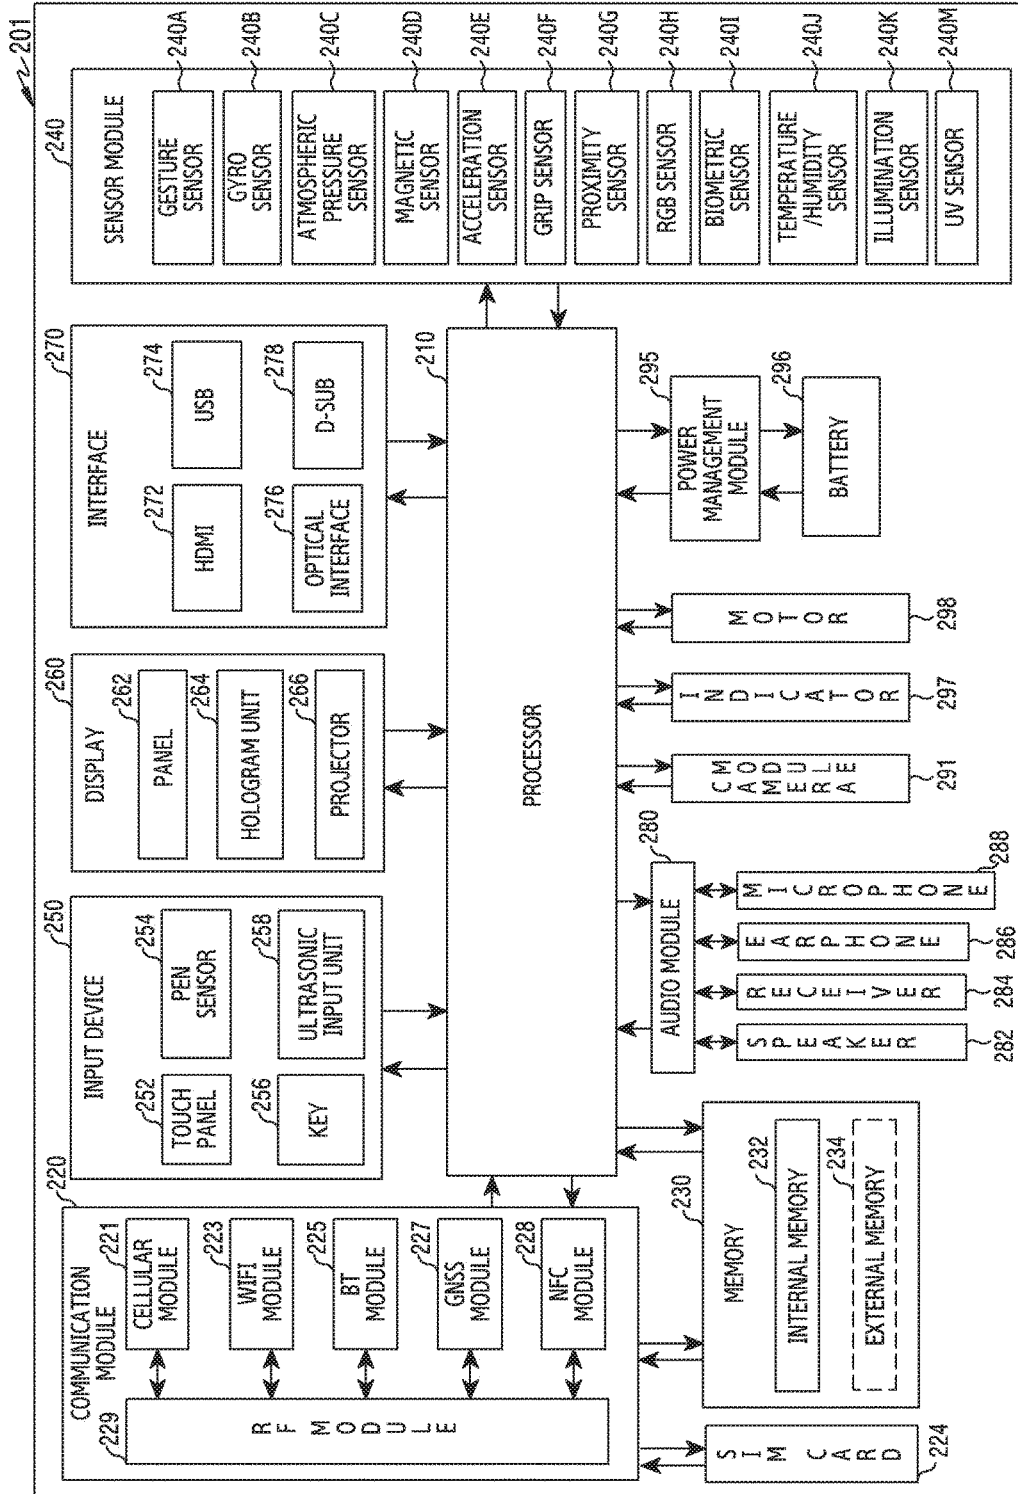 201
COMMUNICATION
MODULE
220
229
RF MODULE
221
CELLULAR
MODULE
223
WIFI
MODULE
225
BT
MODULE
227
GNSS
MODULE
228
NFC
MODULE
250
INPUT DEVICE
252
TOUCH
PANEL
254
PEN
SENSOR
256
KEY
258
ULTRASONIC
INPUT UNIT
260
DISPLAY
262
PANEL
264
HOLOGRAM UNIT
266
PROJECTOR
270
INTERFACE
272
HDMI
274
USB
276
OPTICAL
INTERFACE
278
D-SUB
240
SENSOR MODULE
GESTURE
SENSOR
240A
GYRO
SENSOR
240B
ATMOSPHERIC
PRESSURE
SENSOR
240C
MAGNETIC
SENSOR
240D
ACCELERATION
SENSOR
240E
GRIP SENSOR
240F
PROXIMITY
SENSOR
240G
RGB SENSOR
240H
BIOMETRIC
SENSOR
240I
TEMPERATURE
/HUMIDITY
SENSOR
240J
ILLUMINATION
SENSOR
240K
UV SENSOR
240M
210
PROCESSOR
SIM CARD
224
230
MEMORY
232
INTERNAL MEMORY
234
EXTERNAL MEMORY
280
AUDIO MODULE
SPEAKER
282
RECEIVER
284
EARPHONE
286
MICROPHONE
288
CAMERA
MODULE
291
INDICATOR
297
MOTOR
298
295
POWER
MANAGEMENT
MODULE
296
BATTERY